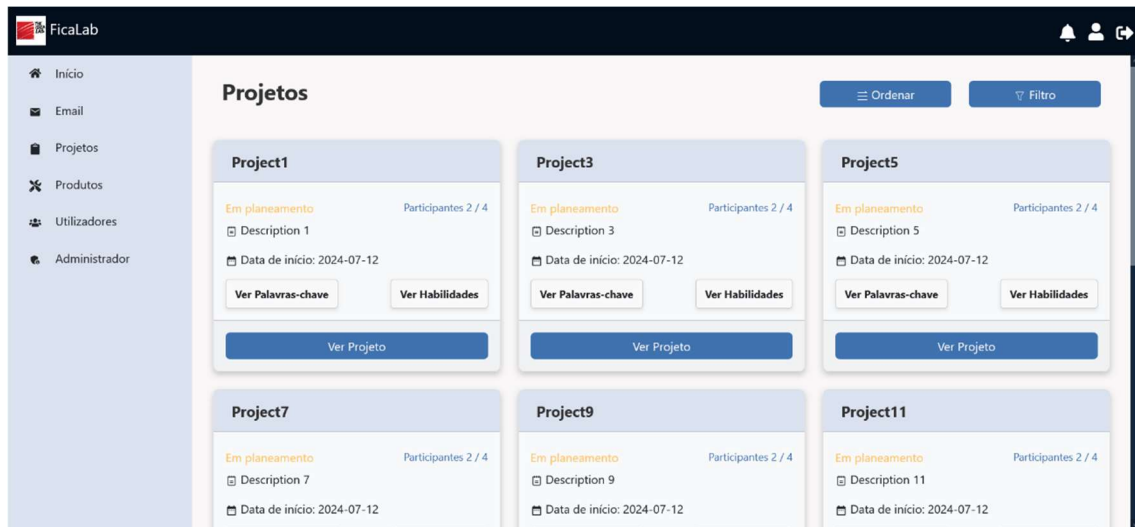 FicaLab
Início
Email
Projetos
Produtos
Utilizadores
Administrador
Projetos
Ordenar
Filtro
Project1
Em planeamento
Participantes 2 / 4
Description 1
Data de início: 2024-07-12
Ver Palavras-chave
Ver Habilidades
Ver Projeto
Project3
Em planeamento
Participantes 2 / 4
Description 3
Data de início: 2024-07-12
Ver Palavras-chave
Ver Habilidades
Ver Projeto
Project5
Em planeamento
Participantes 2 / 4
Description 5
Data de início: 2024-07-12
Ver Palavras-chave
Ver Habilidades
Ver Projeto
Project7
Em planeamento
Participantes 2 / 4
Description 7
Data de início: 2024-07-12
Project9
Em planeamento
Participantes 2 / 4
Description 9
Data de início: 2024-07-12
Project11
Em planeamento
Participantes 2 / 4
Description 11
Data de início: 2024-07-12